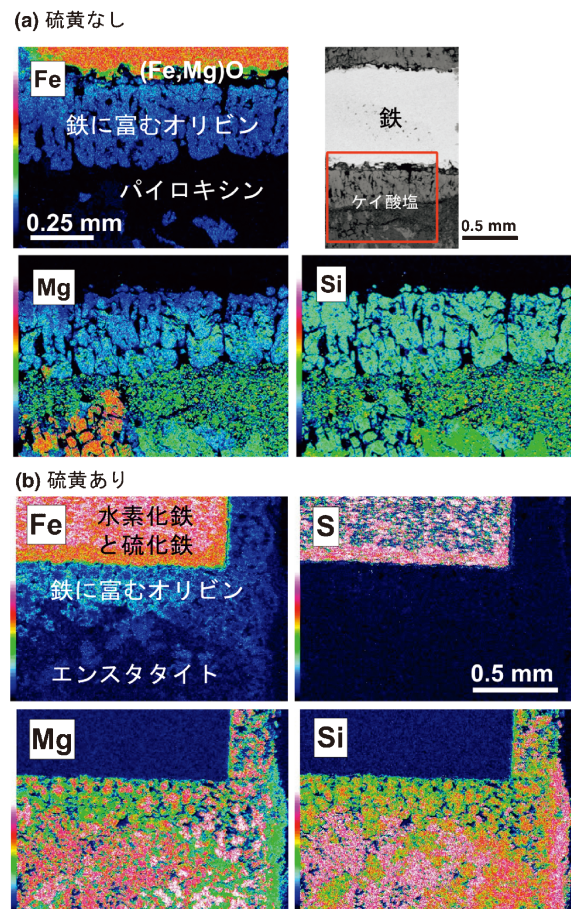 (a) 硫黄なし
Fe
(Fe,Mg)O
鉄に富むオリビン
パイロキシン
0.25 mm
鉄
ケイ酸塩
0.5 mm
Mg
Si
(b) 硫黄あり
Fe
水素化鉄
と硫化鉄
鉄に富むオリビン
エンスタタイト
S
0.5 mm
Mg
Si